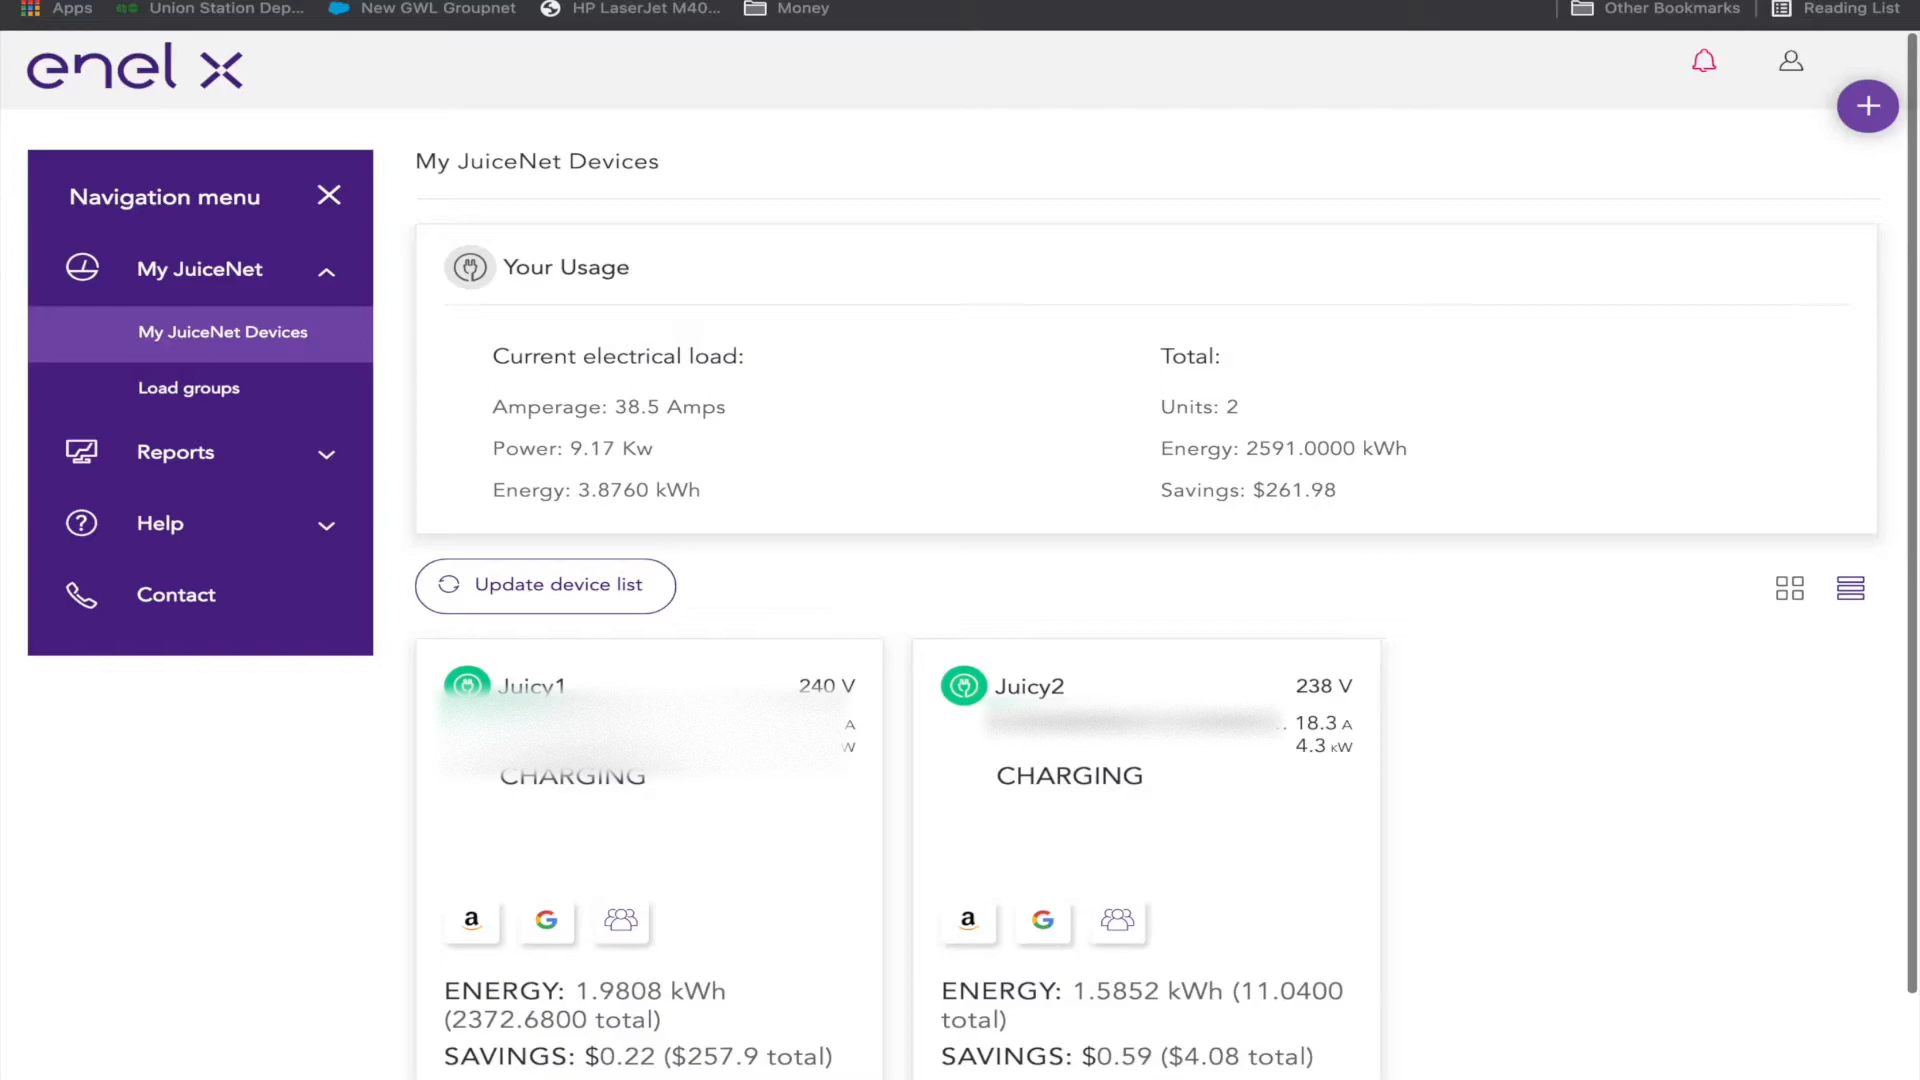 Apps
Union Station Dep...
New GWL Groupnet
HP LaserJet M40...
Money
Other Bookmarks
Reading List
enel x
Navigation menu
My JuiceNet
My JuiceNet Devices
Load groups
Reports
Help
Contact
My JuiceNet Devices
Your Usage
Current electrical load:
Amperage: 38.5 Amps
Power: 9.17 Kw
Energy: 3.8760 kWh
Total:
Units: 2
Energy: 2591.0000 kWh
Savings: $261.98
Update device list
Juicy1
240 V
A
W
CHARGING
a
G
ENERGY: 1.9808 kWh
(2372.6800 total)
SAVINGS: $0.22 ($257.9 total)
Juicy2
238 V
18.3 A
4.3 kW
CHARGING
a
G
ENERGY: 1.5852 kWh (11.0400
total)
SAVINGS: $0.59 ($4.08 total)